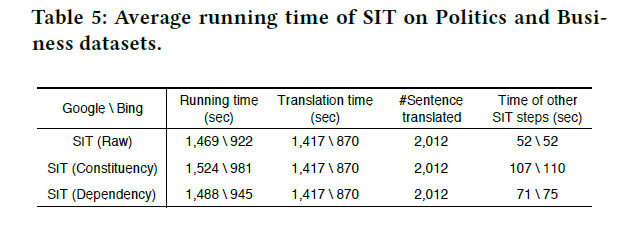 Table 5: Average running time of SIT on Politics and Busi-
ness datasets.
Google \ Bing Running time (sec) Translation time (sec) #Sentence translated Time of other SIT steps (sec)
SIT (Raw) 1,469 \ 922 1,417 \ 870 2,012 52 \ 52
SIT (Constituency) 1,524 \ 981 1,417 \ 870 2,012 107 \ 110
SIT (Dependency) 1,488 \ 945 1,417 \ 870 2,012 71 \ 75